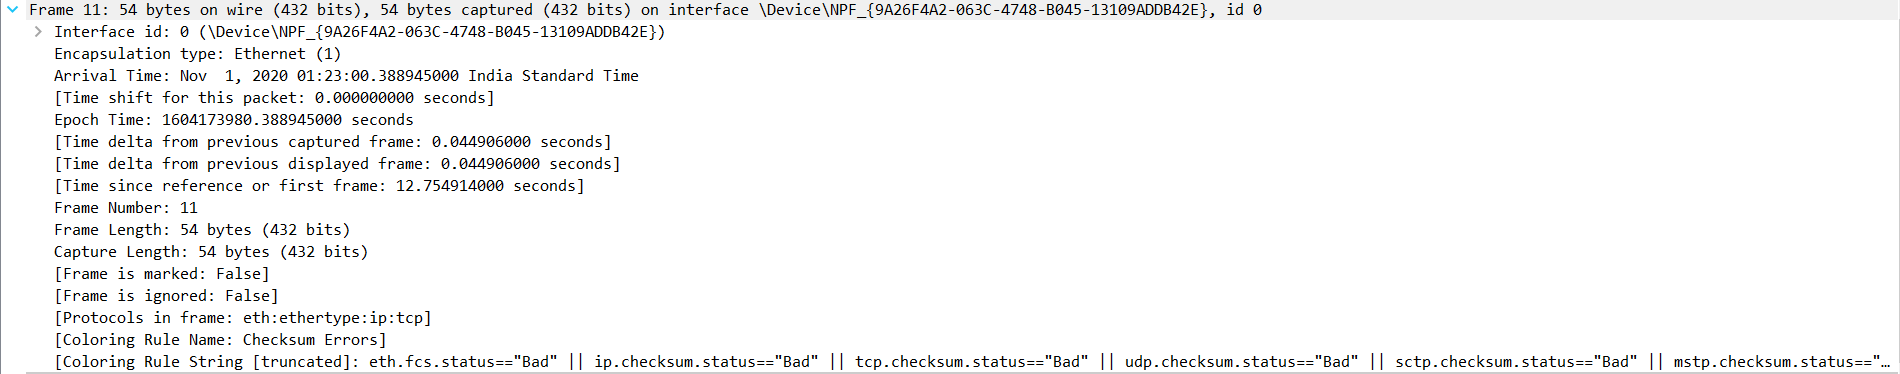 Frame 11: 54 bytes on wire (432 bits), 54 bytes captured (432 bits) on interface \Device\NPF_{9A26F4A2-063C-4748-B045-13109ADDB42E}, id 0
Interface id: 0 (\Device\NPF_{9A26F4A2-063C-4748-B045-13109ADDB42E})
Encapsulation type: Ethernet (1)
Arrival Time: Nov  1, 2020 01:23:00.388945000 India Standard Time
[Time shift for this packet: 0.000000000 seconds]
Epoch Time: 1604173980.388945000 seconds
[Time delta from previous captured frame: 0.044906000 seconds]
[Time delta from previous displayed frame: 0.044906000 seconds]
[Time since reference or first frame: 12.754914000 seconds]
Frame Number: 11
Frame Length: 54 bytes (432 bits)
Capture Length: 54 bytes (432 bits)
[Frame is marked: False]
[Frame is ignored: False]
[Protocols in frame: eth:ethertype:ip:tcp]
[Coloring Rule Name: Checksum Errors]
[Coloring Rule String [truncated]: eth.fcs.status=="Bad" || ip.checksum.status=="Bad" || tcp.checksum.status=="Bad" || udp.checksum.status=="Bad" || sctp.checksum.status=="Bad" || mstp.checksum.status=="…